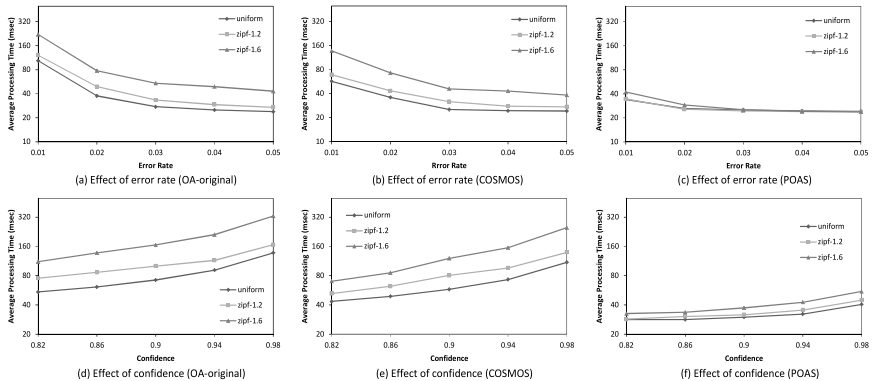 Average Processing Time (msec)
320
160
80
40
20
10
0.01 0.02 0.03 0.04 0.05
Error Rate
uniform
zipf-1.2
zipf-1.6
(a) Effect of error rate (OA-original)
Average Processing Time (msec)
320
160
80
40
20
10
0.01 0.02 0.03 0.04 0.05
Rrror Rate
uniform
zipf-1.2
zipf-1.6
(b) Effect of error rate (COSMOS)
Average Processing Time (msec)
320
160
80
40
20
10
0.01 0.02 0.03 0.04 0.05
Error Rate
uniform
zipf-1.2
zipf-1.6
(c) Effect of error rate (POAS)
Average Processing Time (msec)
320
160
80
40
20
0.82 0.86 0.9 0.94 0.98
Confidence
uniform
zipf-1.2
zipf-1.6
(d) Effect of confidence (OA-original)
Average Processing Time (msec)
320
160
80
40
20
0.82 0.86 0.9 0.94 0.98
Confidence
uniform
zipf-1.2
zipf-1.6
(e) Effect of confidence (COSMOS)
Average Processing Time (msec)
320
160
80
40
20
0.82 0.86 0.9 0.94 0.98
Confidence
uniform
zipf-1.2
zipf-1.6
(f) Effect of confidence (POAS)